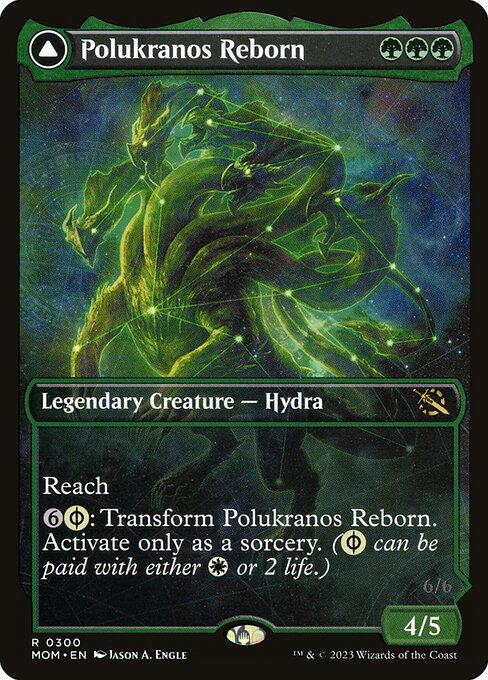 Polukranos Reborn
Legendary Creature — Hydra
Reach
6: Transform Polukranos Reborn.
Activate only as a sorcery. ( can be
paid with either or 2 life.)
6/6
4/5
R 0300
MOM • EN Jason A. Engle
™ & © 2023 Wizards of the Coast